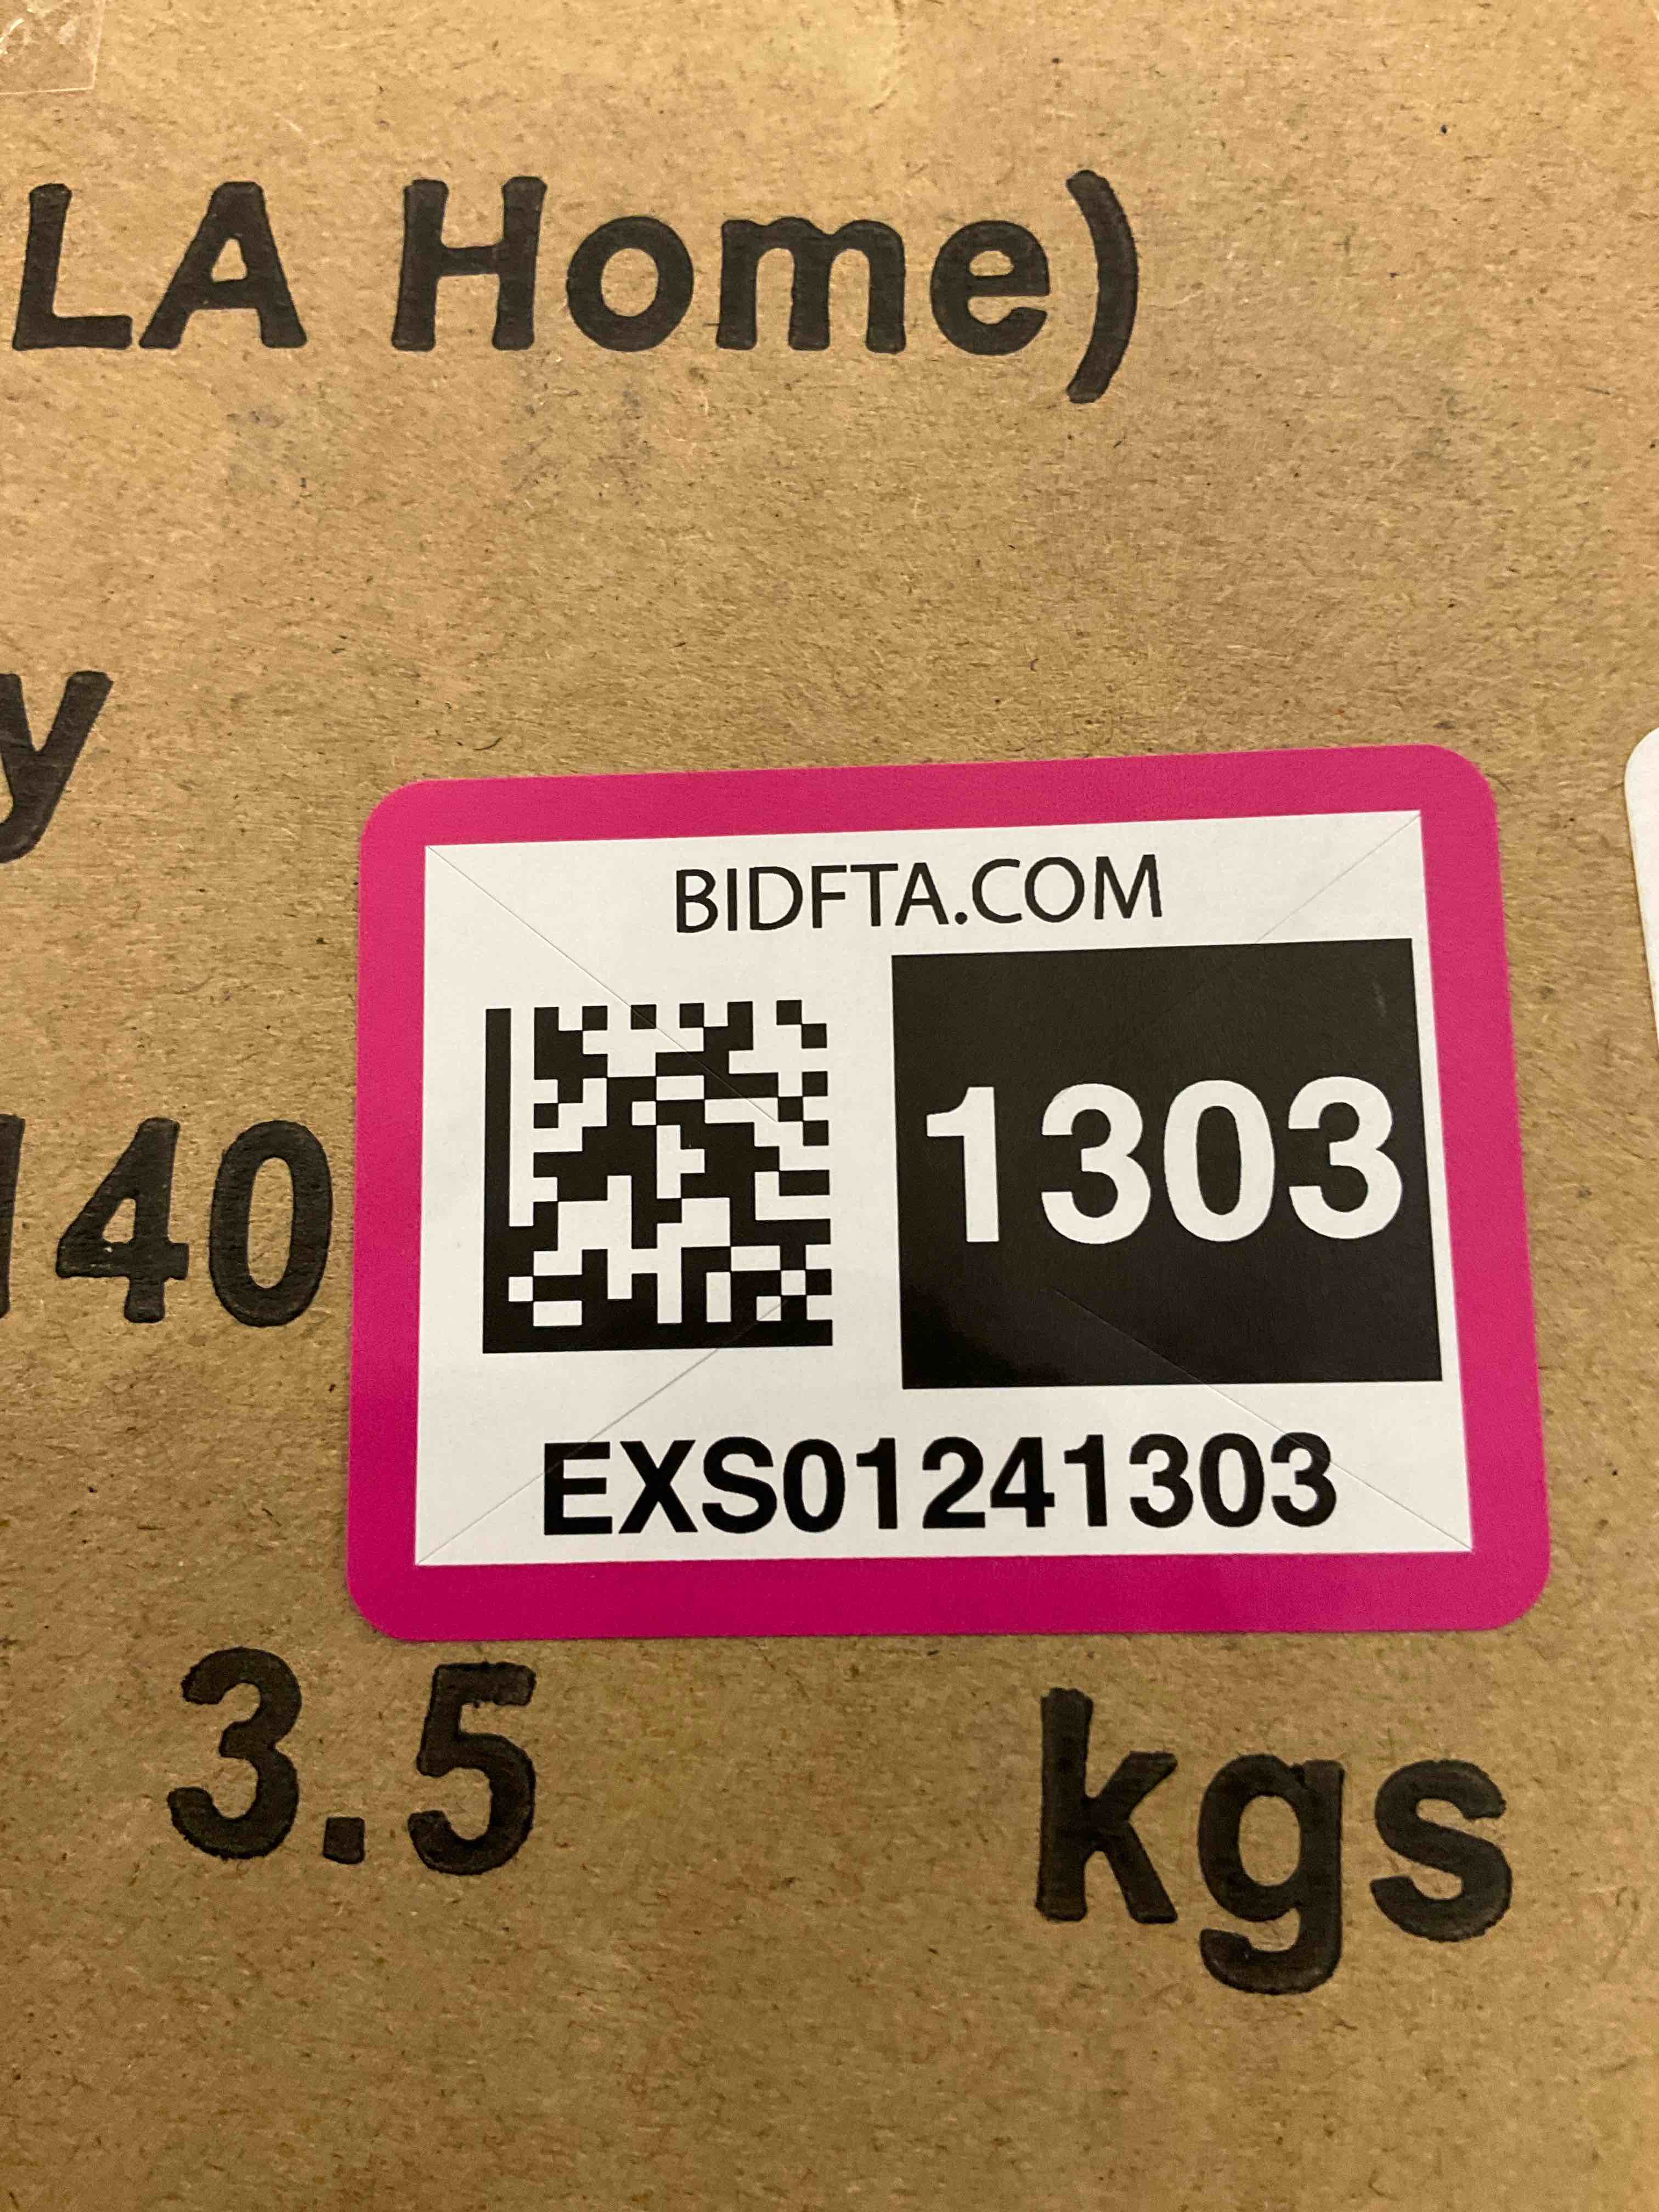 LA Home)
y
BIDFTA.COM
1303
140
EXS01241303
3.5 kgs